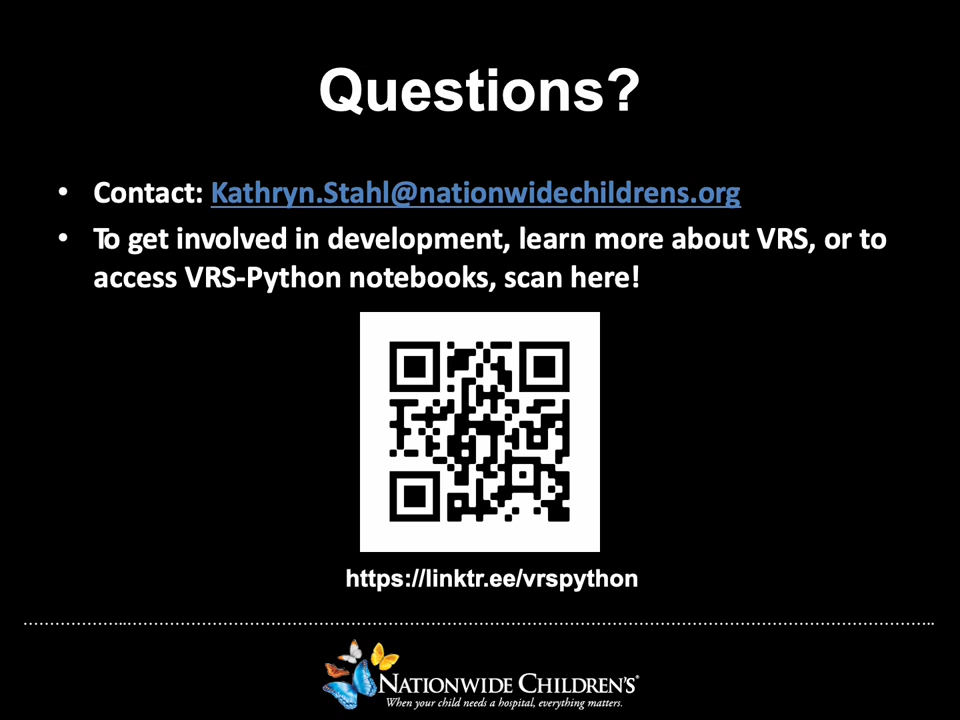 Questions?
• Contact: Kathryn.Stahl@nationwidechildrens.org
• To get involved in development, learn more about VRS, or to
access VRS-Python notebooks, scan here!
https://linktr.ee/vrspython
NATIONWIDE CHILDREN'S®
When your child needs a hospital, everything matters.